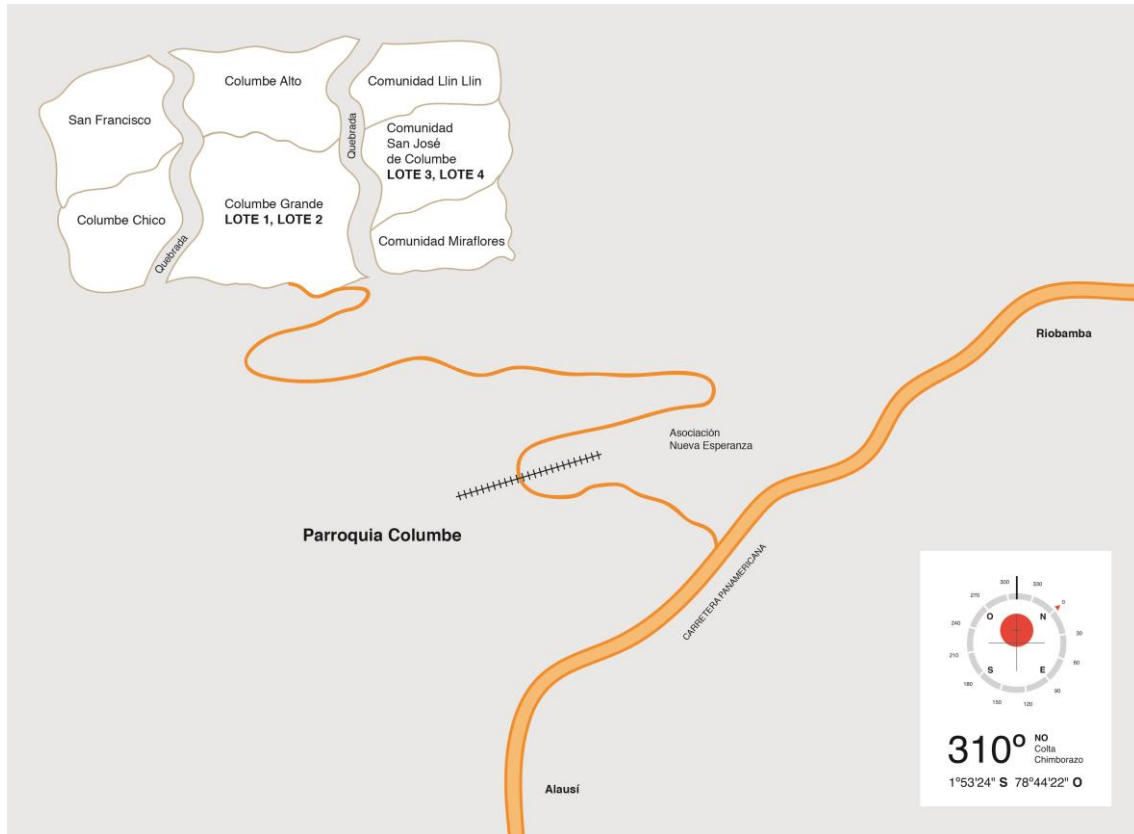 San Francisco
Columbe Alto
Comunidad Llin Llin
Quebrada
Comunidad
San José
de Columbe
LOTE 3, LOTE 4
Columbe Chico
Columbe Grande
LOTE 1, LOTE 2
Comunidad Miraflores
Quebrada
Riobamba
Asociación
Nueva Esperanza
Parroquia Columbe
CARRETERA PANAMERICANA
Alausí
300
330
270
0
O
N
240
30
210
60
S
E
180
90
150
120
310º
NO
Colta
Chimborazo
1º53'24" S 78º44'22" O